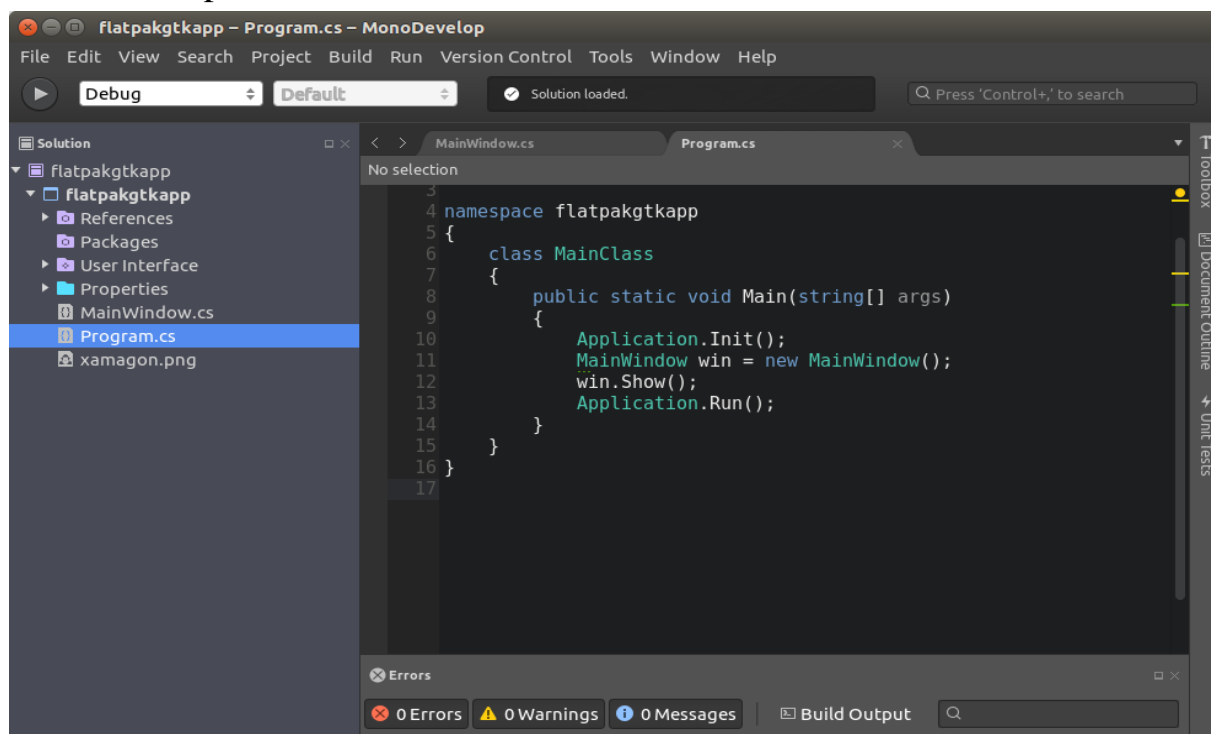 flatpakgtkapp – Program.cs – MonoDevelop
File Edit View Search Project Build Run Version Control Tools Window Help
Debug Default Solution loaded. Press ‘Control+,’ to search
Solution
flatpakgtkapp
flatpakgtkapp
References
Packages
User Interface
Properties
MainWindow.cs
Program.cs
xamagon.png
MainWindow.cs Program.cs
No selection
3
4 namespace flatpakgtkapp
5 {
6 class MainClass
7 {
8 public static void Main(string[] args)
9 {
10 Application.Init();
11 MainWindow win = new MainWindow();
12 win.Show();
13 Application.Run();
14 }
15 }
16 }
17
Errors
0 Errors 0 Warnings 0 Messages Build Output
Toolbox
Document Outline
Unit Tests